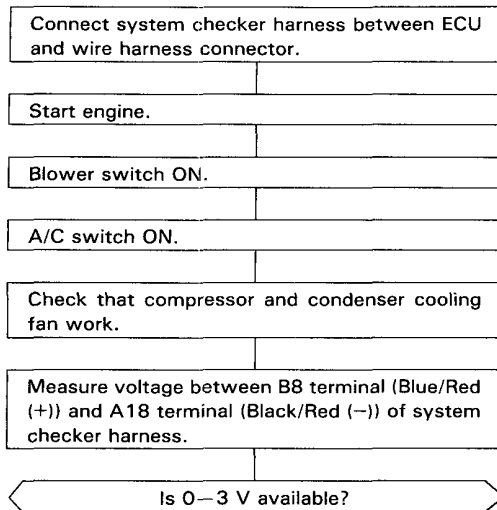 Connect system checker harness between ECU
and wire harness connector.
Start engine.
Blower switch ON.
A/C switch ON.
Check that compressor and condenser cooling
fan work.
Measure voltage between B8 terminal (Blue/Red
(+)) and A18 terminal (Black/Red (−)) of system
checker harness.
Is 0—3 V available?